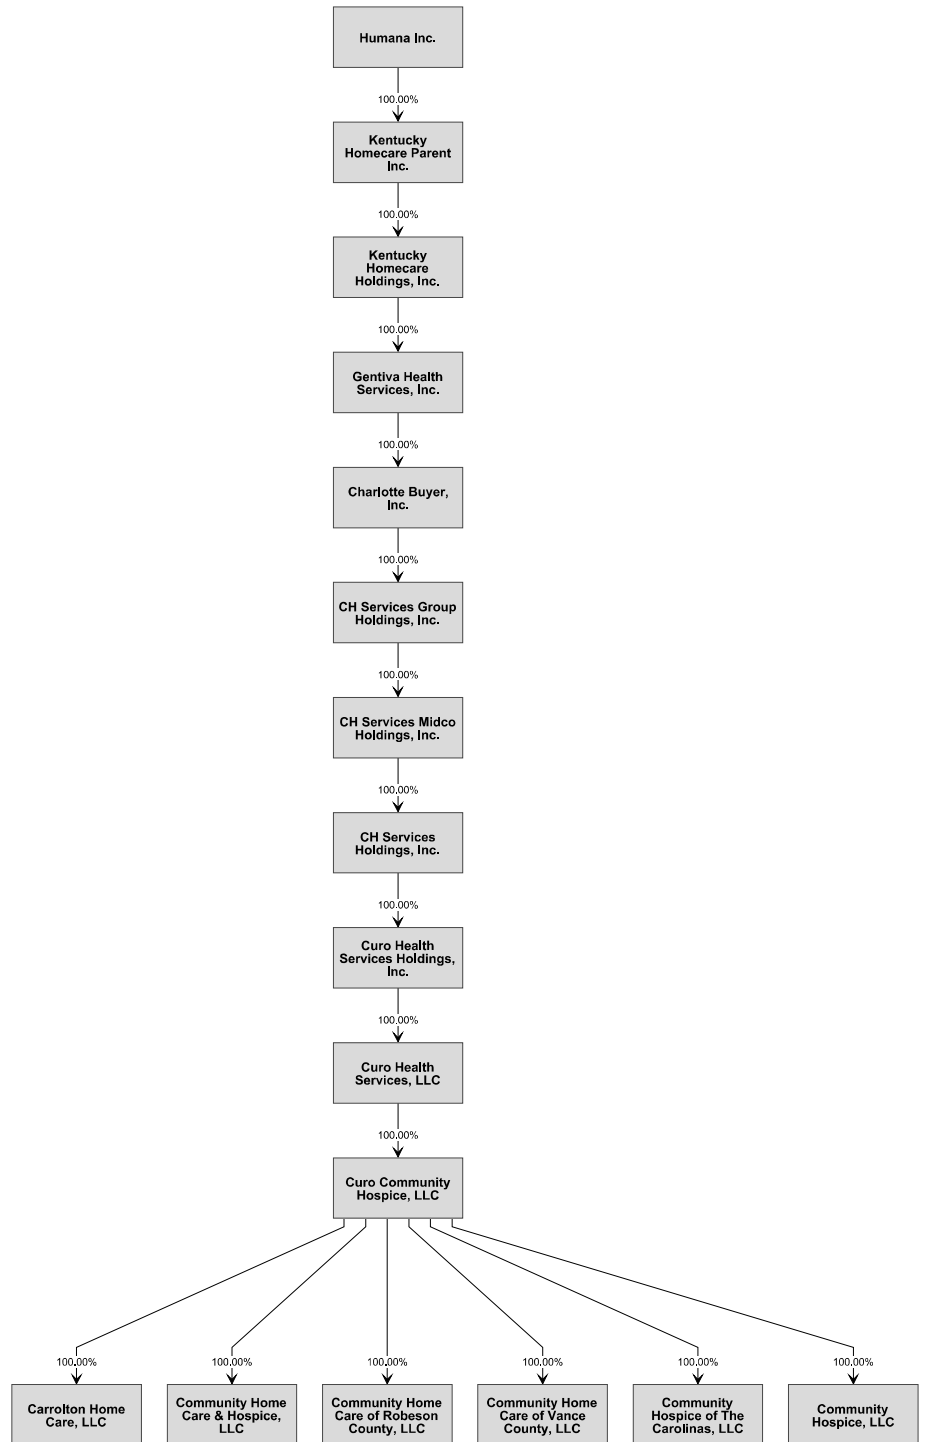 Humana Inc.
100.00%
Kentucky
Homecare Parent
Inc.
100.00%
Kentucky
Homecare
Holdings, Inc.
100.00%
Gentiva Health
Services, Inc.
100.00%
Charlotte Buyer,
Inc.
100.00%
CH Services Group
Holdings, Inc.
100.00%
CH Services Midco
Holdings, Inc.
100.00%
CH Services
Holdings, Inc.
100.00%
Curo Health
Services Holdings,
Inc.
100.00%
Curo Health
Services, LLC
100.00%
Curo Community
Hospice, LLC
100.00%
100.00%
100.00%
100.00%
100.00%
100.00%
Carrolton Home
Care, LLC
Community Home
Care & Hospice,
LLC
Community Home
Care of Robeson
County, LLC
Community Home
Care of Vance
County, LLC
Community
Hospice of The
Carolinas, LLC
Community
Hospice, LLC